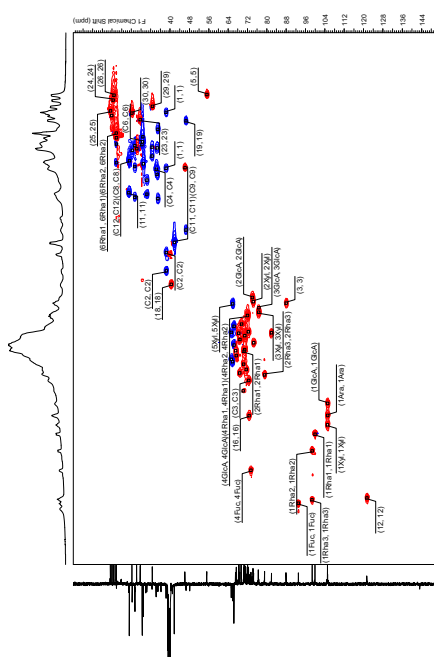 F1 Chemical Shift (ppm)
40
48
56
64
72
80
88
96
104
112
120
128
136
144
(24, 24)
(26, 26)
(25, 25)
(C6, C6)
(30, 30)
(29, 29)
(1, 1)
(5, 5)
(23, 23)
(19, 19)
(1, 1)
(6Rha1, 6Rha1)(6Rha2, 6Rha2)
(C12, C12)(C8, C8)
(11, 11)
(C4, C4)
(C11, C11)(C9, C9)
(C2, C2)
(18, 18)
(C2, C2)
(2GlcA, 2GlcA)
(2Xyl, 2Xyl)
(3GlcA, 3GlcA)
(3, 3)
(5Xyl, 5Xyl)
(4GlcA, 4GlcA)(4Rha1, 4Rha1)(4Rha2, 4Rha2)
(3Xyl, 3Xyl)
(2Rha3, 2Rha3)
(2Rha1, 2Rha1)
(C3, C3)
(16, 16)
(4Fuc, 4Fuc)
(1GlcA, 1GlcA)
(1Ara, 1Ara)
(1Xyl, 1Xyl)
(1Rha1, 1Rha1)
(1Rha2, 1Rha2)
(1Fuc, 1Fuc)
(1Rha3, 1Rha3)
(12, 12)